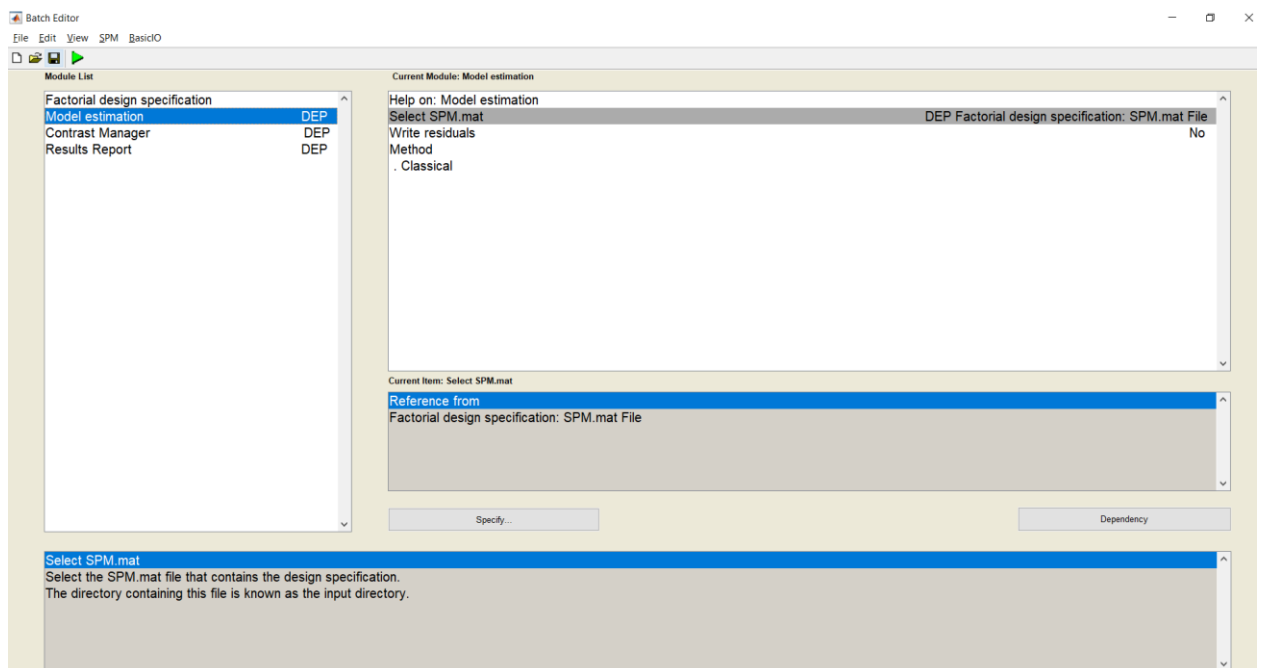 Batch Editor
File Edit View SPM BasicIO
Module List
Factorial design specification
Model estimation DEP
Contrast Manager DEP
Results Report DEP
Current Module: Model estimation
Help on: Model estimation
Select SPM.mat DEP Factorial design specification: SPM.mat File
Write residuals No
Method
. Classical
Current Item: Select SPM.mat
Reference from
Factorial design specification: SPM.mat File
Specify...
Dependency
Select SPM.mat
Select the SPM.mat file that contains the design specification.
The directory containing this file is known as the input directory.